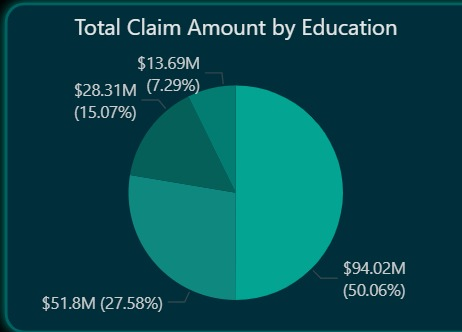 Total Claim Amount by Education
$13.69M
(7.29%)
$28.31M
(15.07%)
$94.02M
(50.06%)
$51.8M (27.58%)